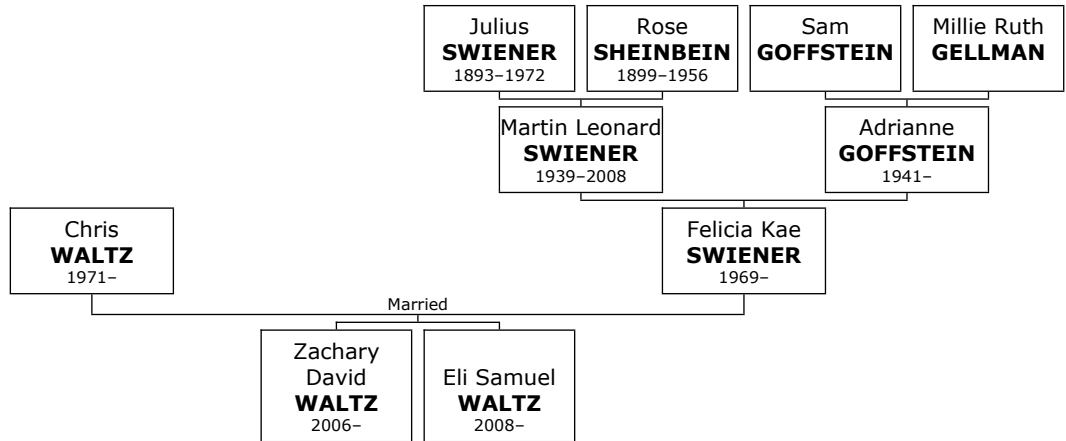 Julius
SWIENER
1893–1972
Rose
SHEINBEIN
1899–1956
Sam
GOFFSTEIN
Millie Ruth
GELLMAN
Martin Leonard
SWIENER
1939–2008
Adrianne
GOFFSTEIN
1941–
Chris
WALTZ
1971–
Felicia Kae
SWIENER
1969–
Married
Zachary
David
WALTZ
2006–
Eli Samuel
WALTZ
2008–